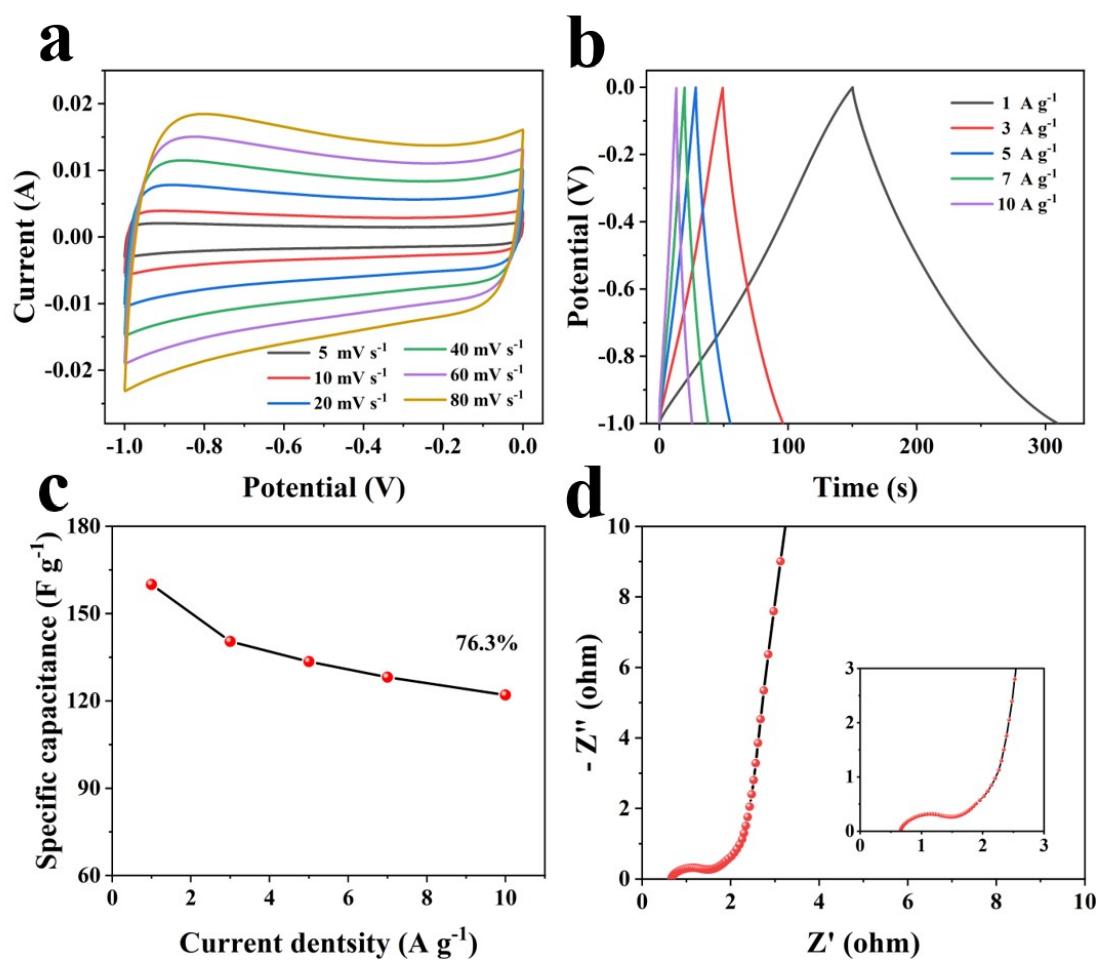 a
Current (A)
0.02
0.01
0.00
-0.01
-0.02
5 mV s⁻¹
10 mV s⁻¹
20 mV s⁻¹
40 mV s⁻¹
60 mV s⁻¹
80 mV s⁻¹
-1.0 -0.8 -0.6 -0.4 -0.2 0.0
Potential (V)
b
Potential (V)
0.0
-0.2
-0.4
-0.6
-0.8
-1.0
1 A g⁻¹
3 A g⁻¹
5 A g⁻¹
7 A g⁻¹
10 A g⁻¹
0 100 200 300
Time (s)
c
Specific capacitance (F g⁻¹)
180
150
120
90
60
76.3%
0 2 4 6 8 10
Current dentsity (A g⁻¹)
d
- Z'' (ohm)
10
8
6
4
2
0
3
2
1
0
0 1 2 3
0 2 4 6 8 10
Z' (ohm)